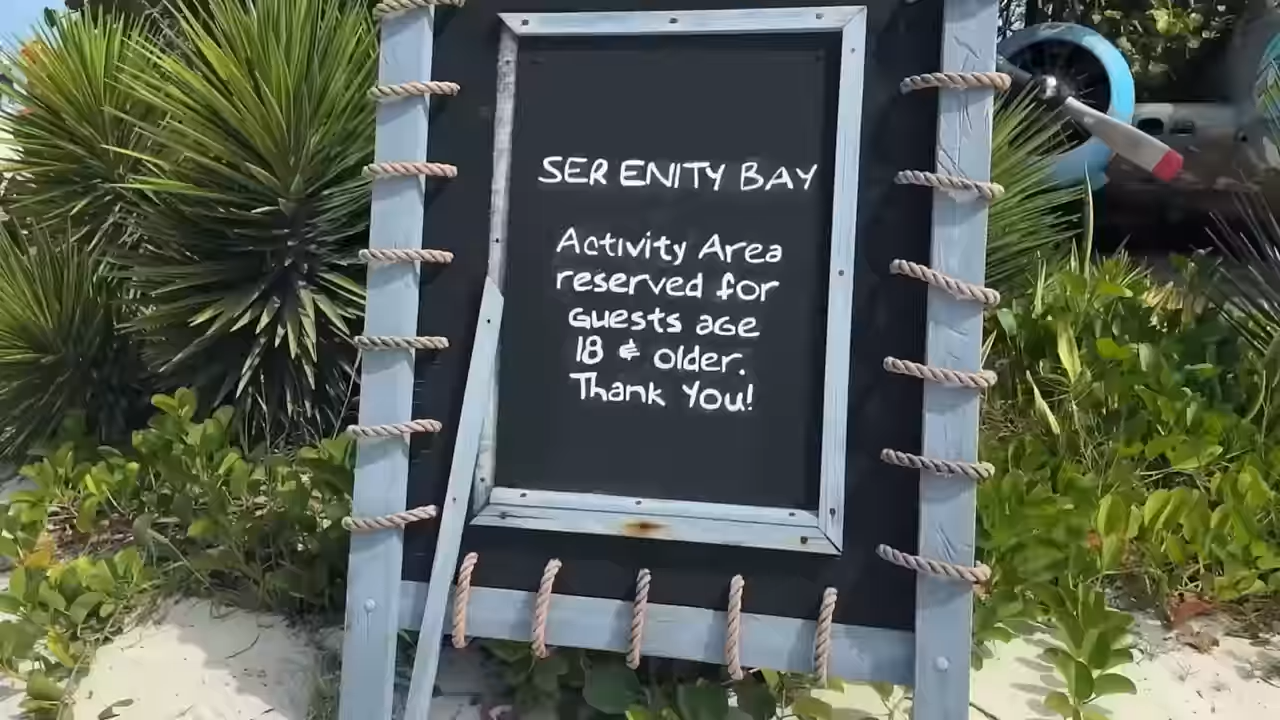 SERENITY BAY
Activity Area
reserved for
Guests age
18 & older.
Thank You!